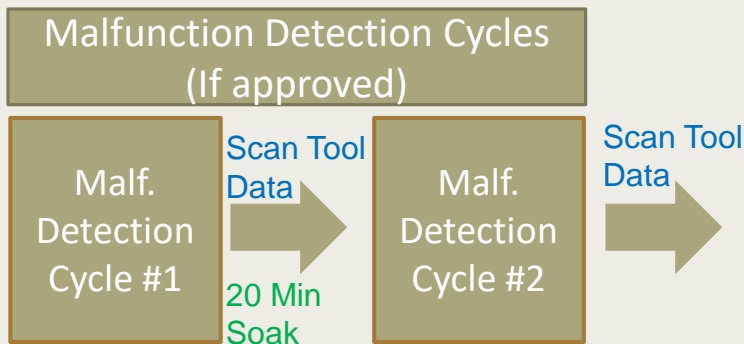 Malfunction Detection Cycles
(If approved)
Malf.
Detection
Cycle #1
Scan Tool
Data
20 Min
Soak
Malf.
Detection
Cycle #2
Scan Tool
Data